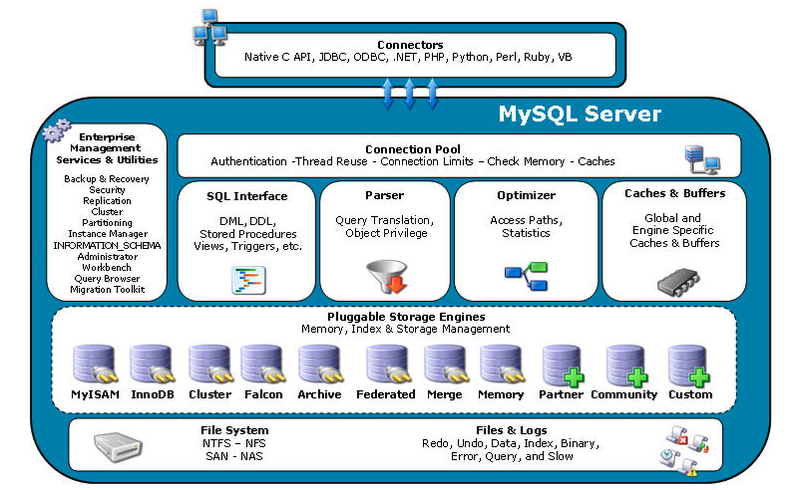 Connectors
Native C API, JDBC, ODBC, .NET, PHP, Python, Perl, Ruby, VB
MySQL Server
Enterprise
Management
Services & Utilities
Backup & Recovery
Security
Replication
Cluster
Partitioning
Instance Manager
INFORMATION_SCHEMA
Administrator
Workbench
Query Browser
Migration Toolkit
Connection Pool
Authentication -Thread Reuse - Connection Limits – Check Memory - Caches
SQL Interface
DML, DDL,
Stored Procedures
Views, Triggers, etc.
Parser
Query Translation,
Object Privilege
Optimizer
Access Paths,
Statistics
Caches & Buffers
Global and
Engine Specific
Caches & Buffers
Pluggable Storage Engines
Memory, Index & Storage Management
MyISAM InnoDB Cluster Falcon Archive Federated Merge Memory Partner Community Custom
File System
NTFS – NFS
SAN - NAS
Files & Logs
Redo, Undo, Data, Index, Binary,
Error, Query, and Slow